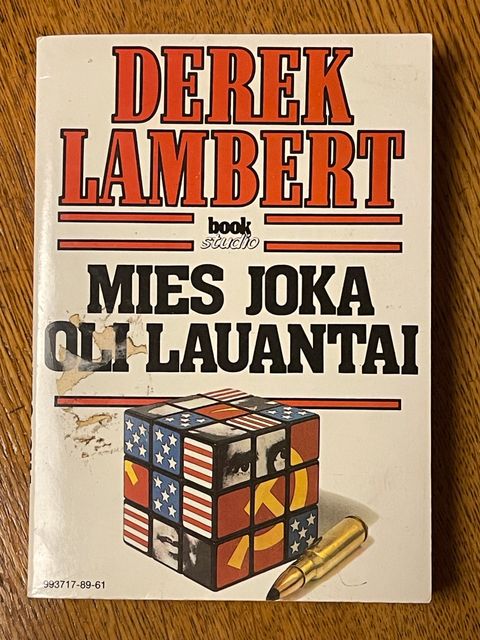 DEREK
LAMBERT
book
studio
MIES JOKA
OLI LAUANTAI
993717-89-61